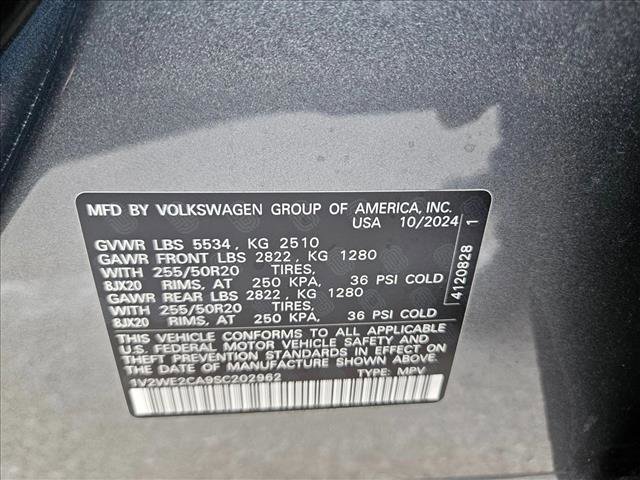 MFD BY VOLKSWAGEN GROUP OF AMERICA, INC.
USA 10/2024
GVWR LBS 5534, KG 2510
GAWR FRONT LBS 2822, KG 1280
WITH 255/50R20 TIRES,
8JX20 RIMS, AT 250 KPA, 36 PSI COLD
GAWR REAR LBS 2822, KG 1280
WITH 255/50R20 TIRES,
8JX20 RIMS, AT 250 KPA, 36 PSI COLD
THIS VEHICLE CONFORMS TO ALL APPLICABLE
U.S. FEDERAL MOTOR VEHICLE SAFETY AND
THEFT PREVENTION STANDARDS IN EFFECT ON
THE DATE OF MANUFACTURE SHOWN ABOVE.
1V2WE2CA9SC202962 TYPE: MPV
4120828 1